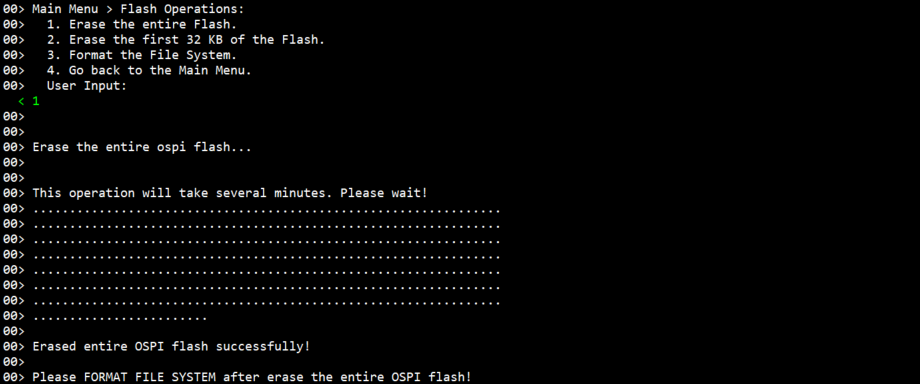 00> Main Menu > Flash Operations:
00>   1. Erase the entire Flash.
00>   2. Erase the first 32 KB of the Flash.
00>   3. Format the File System.
00>   4. Go back to the Main Menu.
00>   User Input:
  < 1
00>
00>
00> Erase the entire ospi flash...
00>
00>
00> This operation will take several minutes. Please wait!
00> ................................................................
00> ................................................................
00> ................................................................
00> ................................................................
00> ................................................................
00> ................................................................
00> ................................................................
00> ........................
00>
00> Erased entire OSPI flash successfully!
00>
00> Please FORMAT FILE SYSTEM after erase the entire OSPI flash!